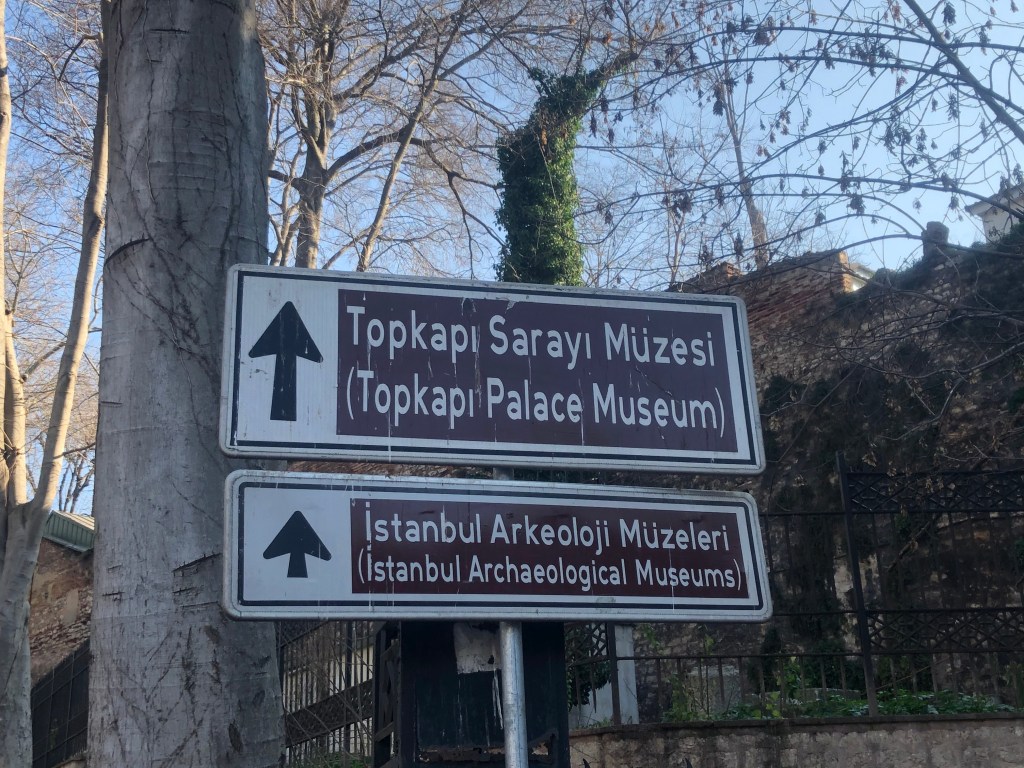 Topkapı Sarayı Müzesi
(Topkapı Palace Museum)
İstanbul Arkeoloji Müzeleri
(İstanbul Archaeological Museums)